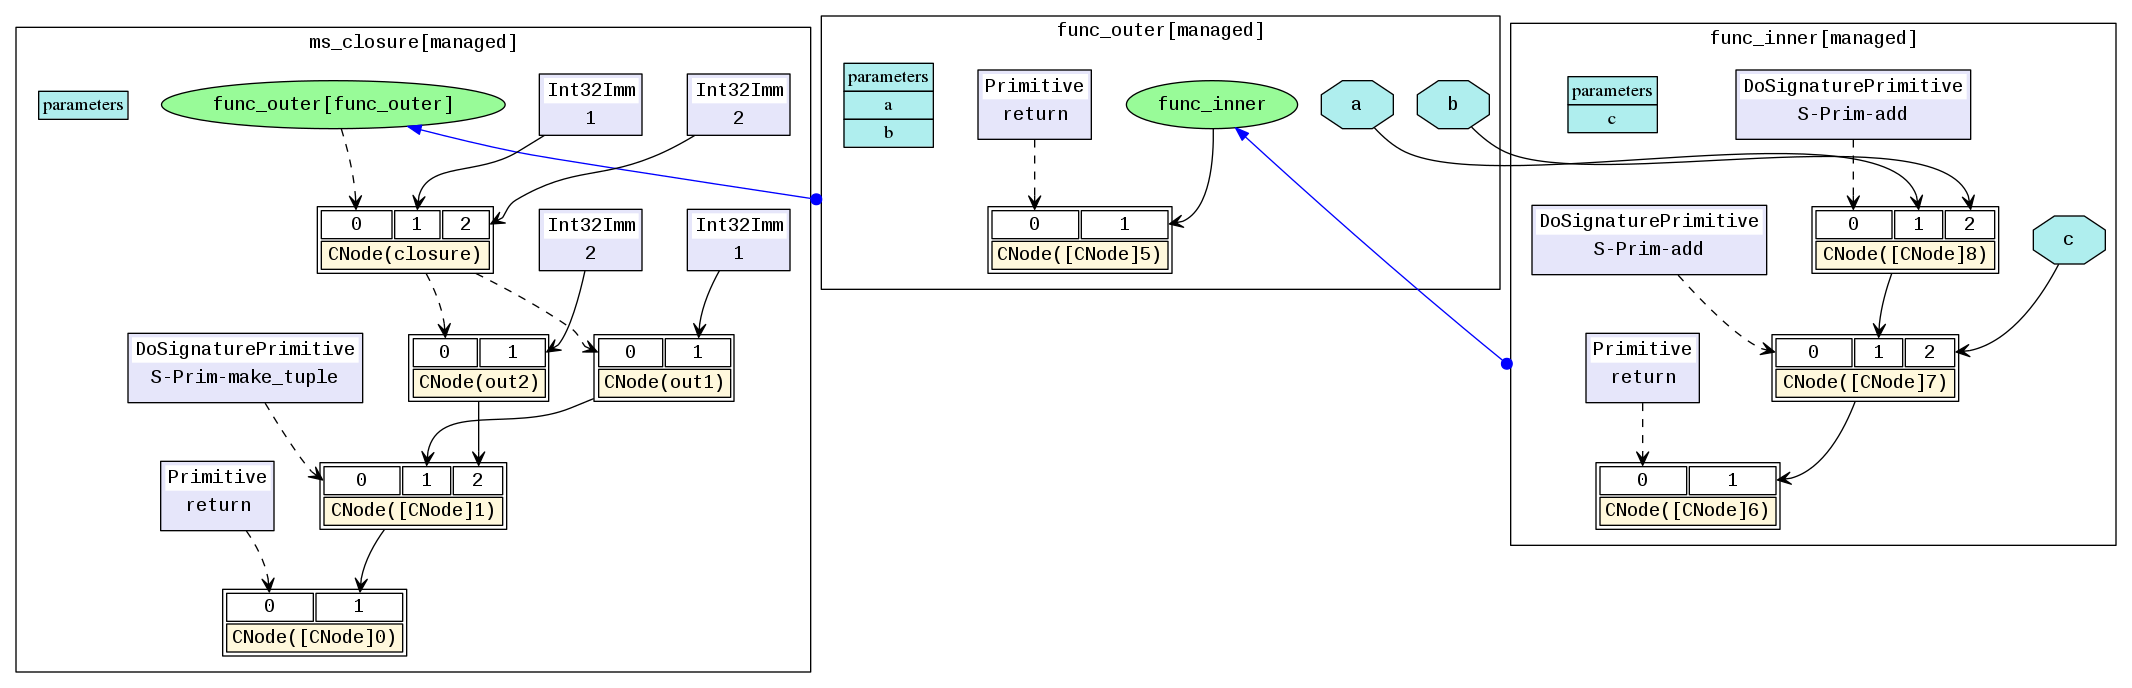 ms_closure[managed]
parameters
func_outer[func_outer]
Int32Imm
1
Int32Imm
2
0 1 2
CNode(closure)
Int32Imm
2
Int32Imm
1
DoSignaturePrimitive
S-Prim-make_tuple
0 1
CNode(out2)
0 1
CNode(out1)
Primitive
return
0 1 2
CNode([CNode]1)
0 1
CNode([CNode]0)
func_outer[managed]
parameters
a
b
Primitive
return
func_inner
a
b
0 1
CNode([CNode]5)
func_inner[managed]
parameters
c
DoSignaturePrimitive
S-Prim-add
DoSignaturePrimitive
S-Prim-add
0 1 2
CNode([CNode]8)
c
Primitive
return
0 1 2
CNode([CNode]7)
0 1
CNode([CNode]6)